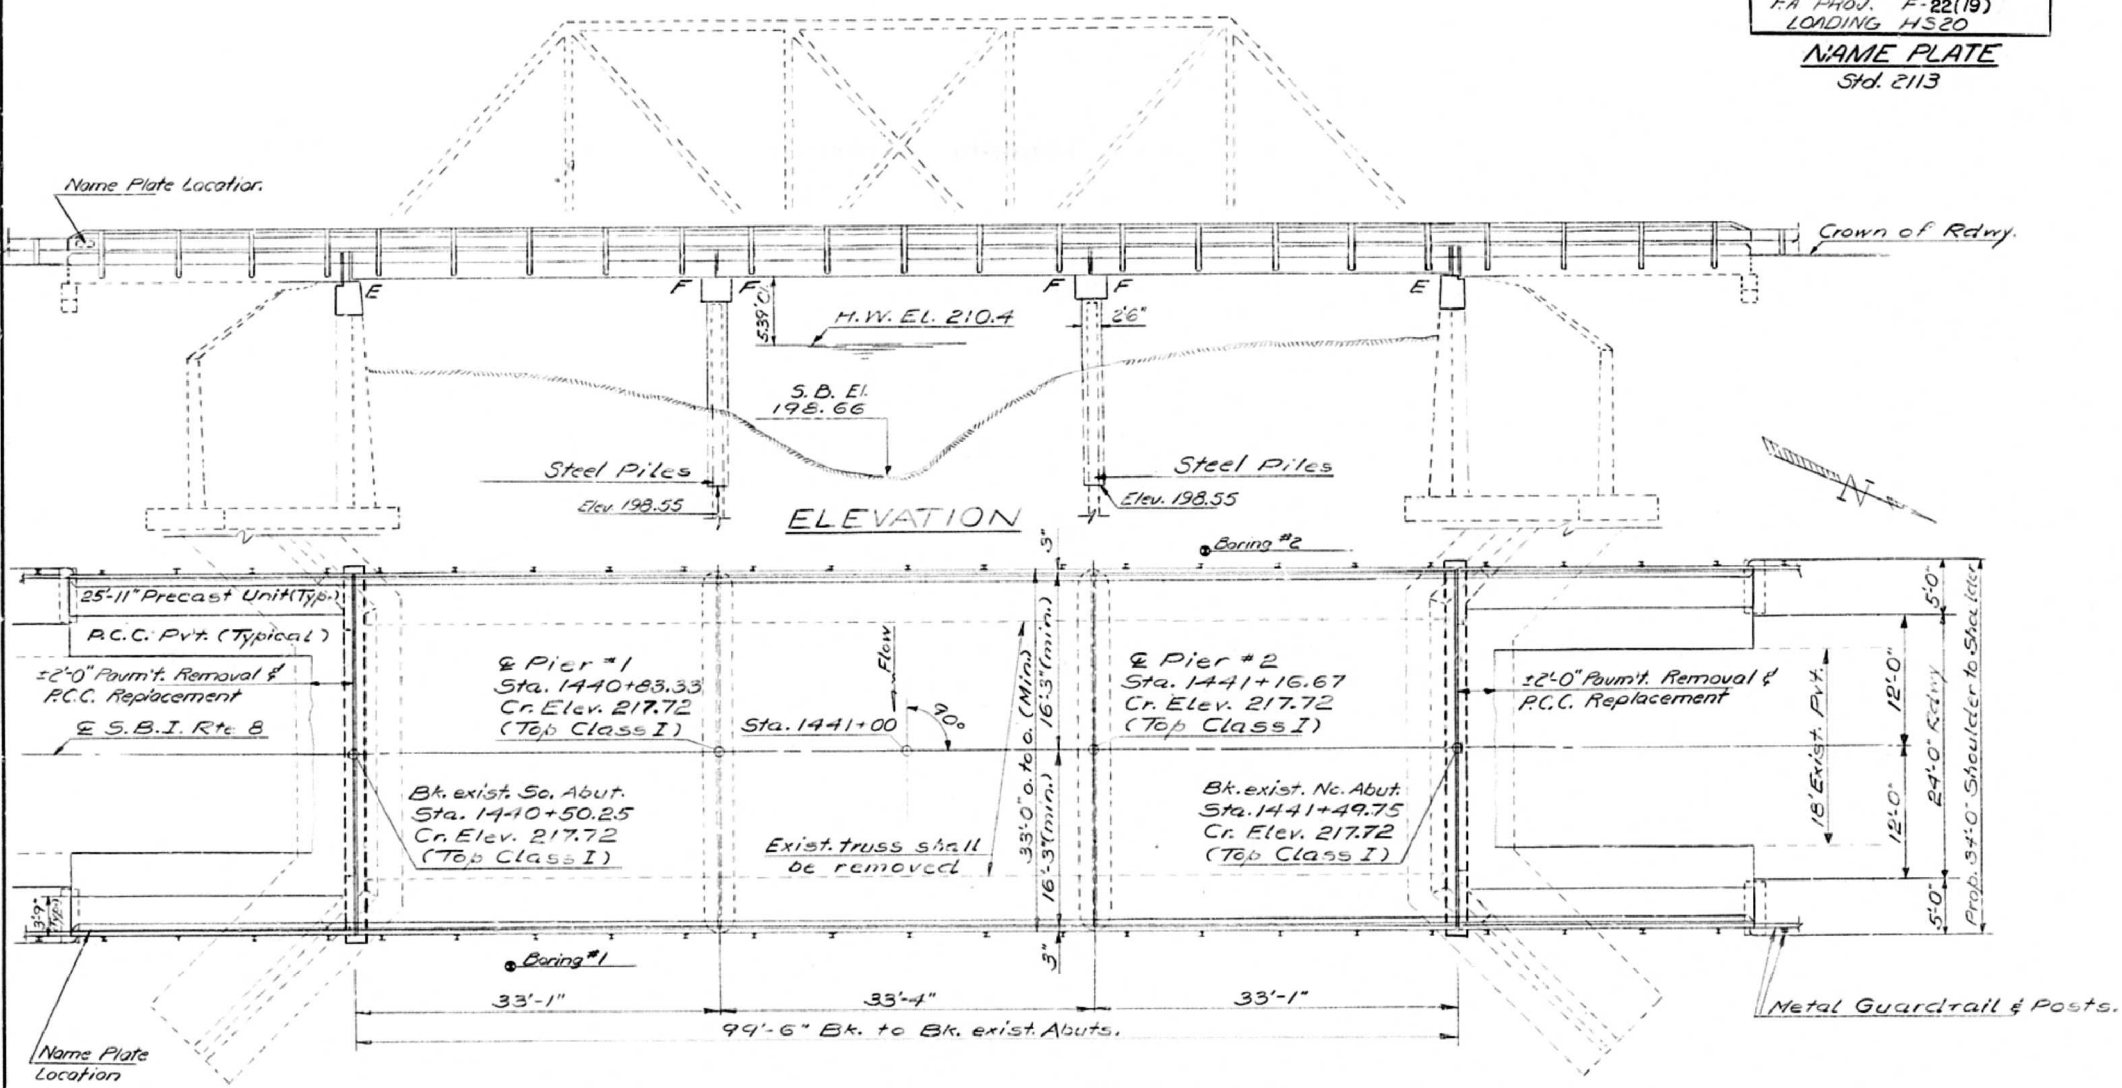 F.A PROJ. F-22(19)
LOADING HS20
NAME PLATE
Std. 2113
Name Plate Location
Crown of Rdwy.
E
F
F
F
F
E
5.39' Cl.
H.W. El. 210.4
2'6"
S.B. El.
198.66
Steel Piles
Steel Piles
Elev. 198.55
Elev. 198.55
ELEVATION
N
Boring #2
3"
25'-11" Precast Unit (Typ.)
P.C.C. Pvt. (Typical)
±2'-0" Pavm't. Removal &
P.C.C. Replacement
℄ S.B.I. Rte 8
℄ Pier #1
Sta. 1440+83.33
Cr. Elev. 217.72
(Top Class I)
Flow
90°
Sta. 1441+00
33'-0" o. to o. (Min.)
16'-3" (min.)
16'-3" (min.)
℄ Pier #2
Sta. 1441+16.67
Cr. Elev. 217.72
(Top Class I)
±2'-0" Pavm't. Removal &
P.C.C. Replacement
18' Exist. Pvt.
12'-0"
12'-0"
24'-0" Rdwy
5'-0"
5'-0"
Prop. 34'-0" Shoulder to Shoulder
Bk. exist. So. Abut.
Sta. 1440+50.25
Cr. Elev. 217.72
(Top Class I)
Exist. truss shall
be removed
Bk. exist. No. Abut.
Sta. 1441+49.75
Cr. Elev. 217.72
(Top Class I)
3'-9"
(Typ.)
3"
Boring #1
33'-1"
33'-4"
33'-1"
99'-6" Bk. to Bk. exist. Abuts.
Metal Guardrail & Posts.
Name Plate
Location